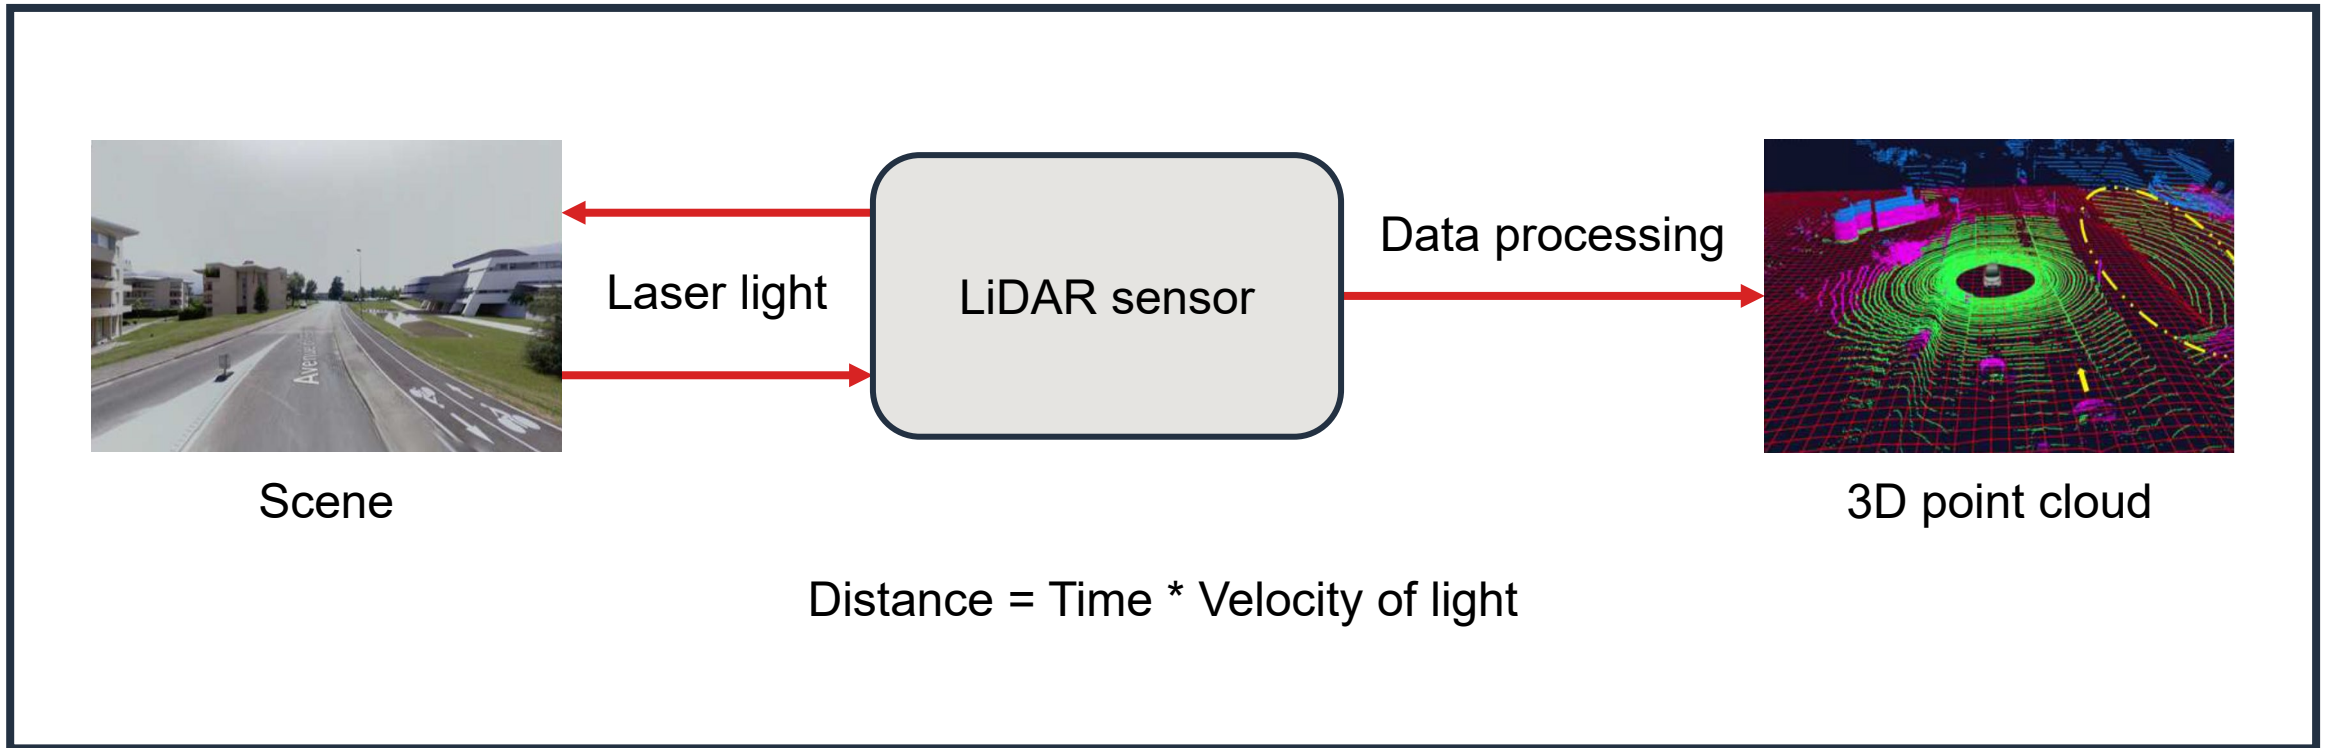 Laser light
LiDAR sensor
Data processing
Scene
3D point cloud
Distance = Time * Velocity of light